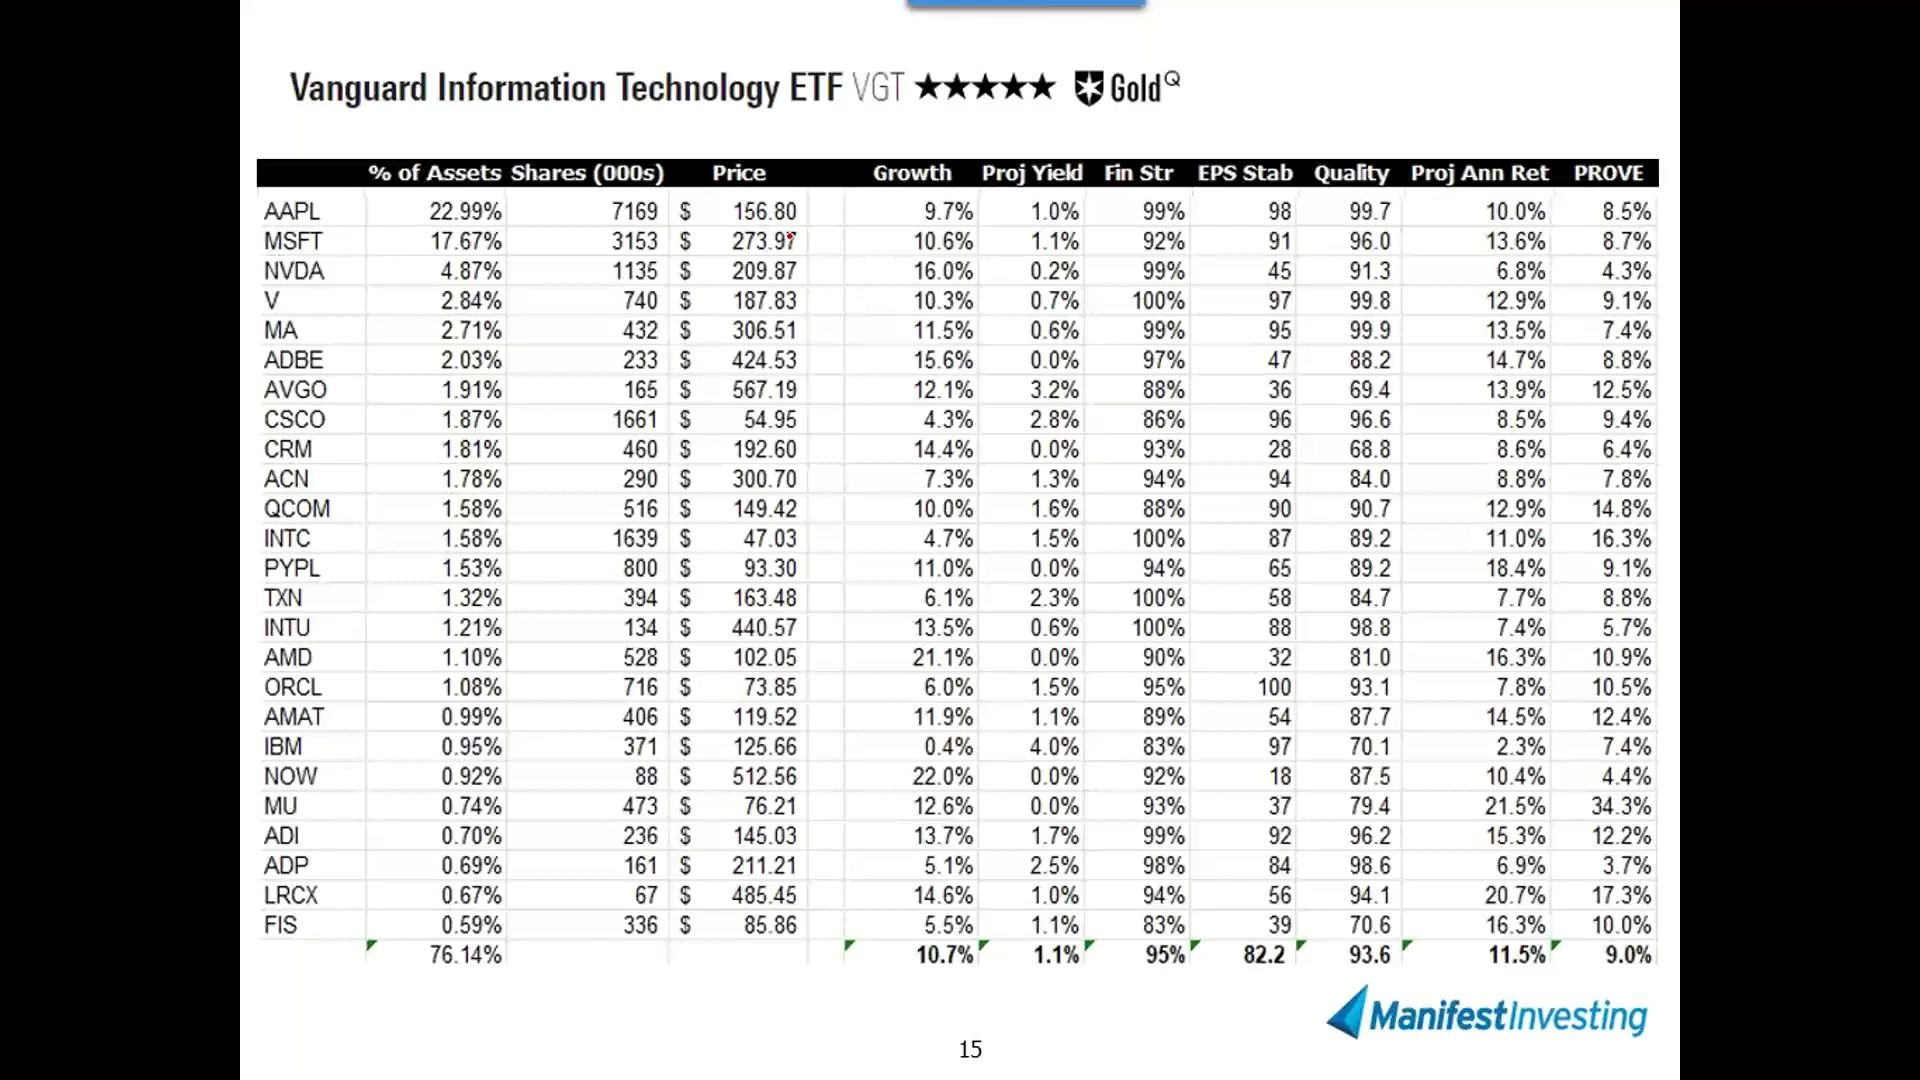 Vanguard Information Technology ETF VGT ★★★★★ Gold Q
% of Assets Shares (000s) Price Growth Proj Yield Fin Str EPS Stab Quality Proj Ann Ret PROVE
AAPL 22.99% 7169 $ 156.80 9.7% 1.0% 99% 98 99.7 10.0% 8.5%
MSFT 17.67% 3153 $ 273.97 10.6% 1.1% 92% 91 96.0 13.6% 8.7%
NVDA 4.87% 1135 $ 209.87 16.0% 0.2% 99% 45 91.3 6.8% 4.3%
V 2.84% 740 $ 187.83 10.3% 0.7% 100% 97 99.8 12.9% 9.1%
MA 2.71% 432 $ 306.51 11.5% 0.6% 99% 95 99.9 13.5% 7.4%
ADBE 2.03% 233 $ 424.53 15.6% 0.0% 97% 47 88.2 14.7% 8.8%
AVGO 1.91% 165 $ 567.19 12.1% 3.2% 88% 36 69.4 13.9% 12.5%
CSCO 1.87% 1661 $ 54.95 4.3% 2.8% 86% 96 96.6 8.5% 9.4%
CRM 1.81% 460 $ 192.60 14.4% 0.0% 93% 28 68.8 8.6% 6.4%
ACN 1.78% 290 $ 300.70 7.3% 1.3% 94% 94 84.0 8.8% 7.8%
QCOM 1.58% 516 $ 149.42 10.0% 1.6% 88% 90 90.7 12.9% 14.8%
INTC 1.58% 1639 $ 47.03 4.7% 1.5% 100% 87 89.2 11.0% 16.3%
PYPL 1.53% 800 $ 93.30 11.0% 0.0% 94% 65 89.2 18.4% 9.1%
TXN 1.32% 394 $ 163.48 6.1% 2.3% 100% 58 84.7 7.7% 8.8%
INTU 1.21% 134 $ 440.57 13.5% 0.6% 100% 88 98.8 7.4% 5.7%
AMD 1.10% 528 $ 102.05 21.1% 0.0% 90% 32 81.0 16.3% 10.9%
ORCL 1.08% 716 $ 73.85 6.0% 1.5% 95% 100 93.1 7.8% 10.5%
AMAT 0.99% 406 $ 119.52 11.9% 1.1% 89% 54 87.7 14.5% 12.4%
IBM 0.95% 371 $ 125.66 0.4% 4.0% 83% 97 70.1 2.3% 7.4%
NOW 0.92% 88 $ 512.56 22.0% 0.0% 92% 18 87.5 10.4% 4.4%
MU 0.74% 473 $ 76.21 12.6% 0.0% 93% 37 79.4 21.5% 34.3%
ADI 0.70% 236 $ 145.03 13.7% 1.7% 99% 92 96.2 15.3% 12.2%
ADP 0.69% 161 $ 211.21 5.1% 2.5% 98% 84 98.6 6.9% 3.7%
LRCX 0.67% 67 $ 485.45 14.6% 1.0% 94% 56 94.1 20.7% 17.3%
FIS 0.59% 336 $ 85.86 5.5% 1.1% 83% 39 70.6 16.3% 10.0%
76.14% 10.7% 1.1% 95% 82.2 93.6 11.5% 9.0%
ManifestInvesting
15